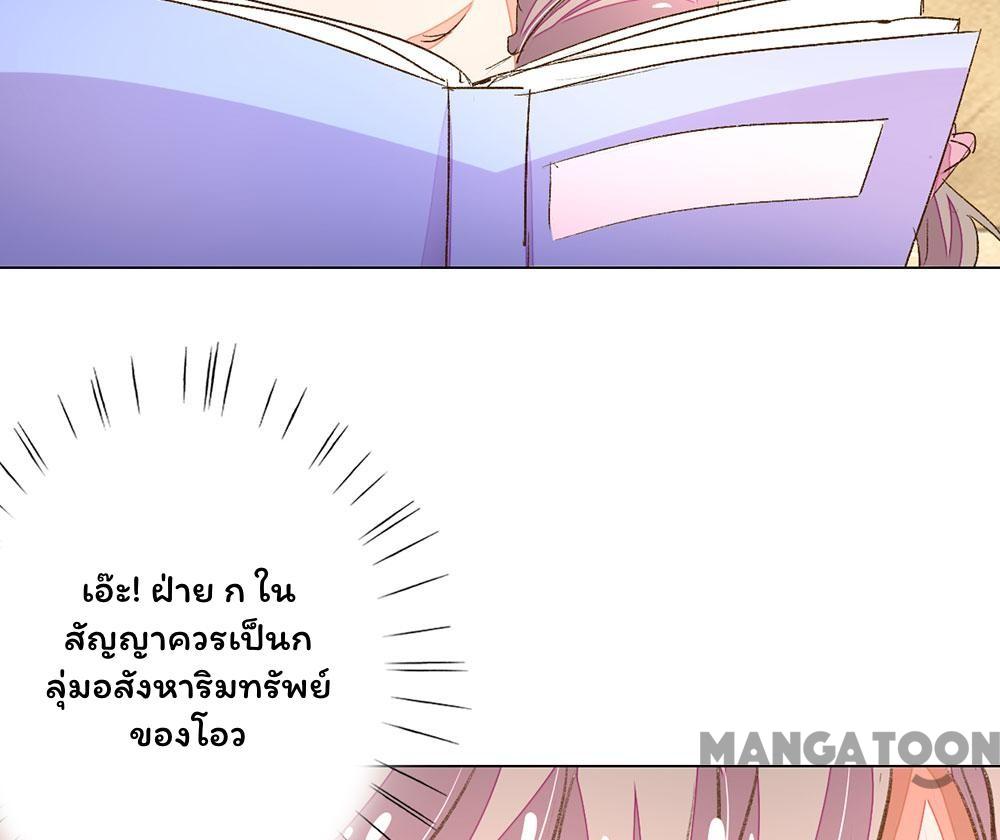 เอ๊ะ! ฝ่าย ก ใน
สัญญาควรเป็นก
ลุ่มอสังหาริมทรัพย์
ของโอว
MANGATOON